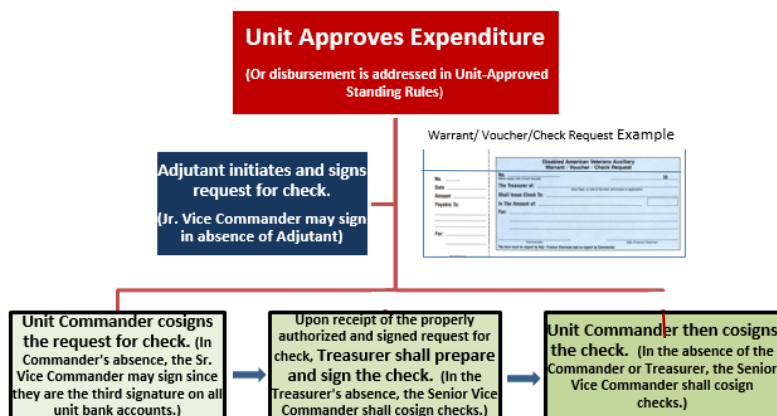 Unit Approves Expenditure
(Or disbursement is addressed in Unit-Approved
Standing Rules)
Warrant/ Voucher/Check Request Example
Adjutant initiates and signs
request for check.
(Jr. Vice Commander may sign
in absence of Adjutant)
No.
Date
Amount
Payable To:
For:
Disabled American Veterans Auxiliary
Warrant - Voucher - Check Request
No.
The Treasurer of:
Shall Issue Check To:
In The Amount of:
For:
Commander
Unit Commander cosigns
the request for check. (In
Commander's absence, the Sr.
Vice Commander may sign since
they are the third signature on all
unit bank accounts.)
Upon receipt of the properly
authorized and signed request for
check, Treasurer shall prepare
and sign the check. (In the
Treasurer's absence, the Senior Vice
Commander shall cosign checks.)
Unit Commander then cosigns
the check. (In the absence of the
Commander or Treasurer, the Senior
Vice Commander shall cosign
checks.)